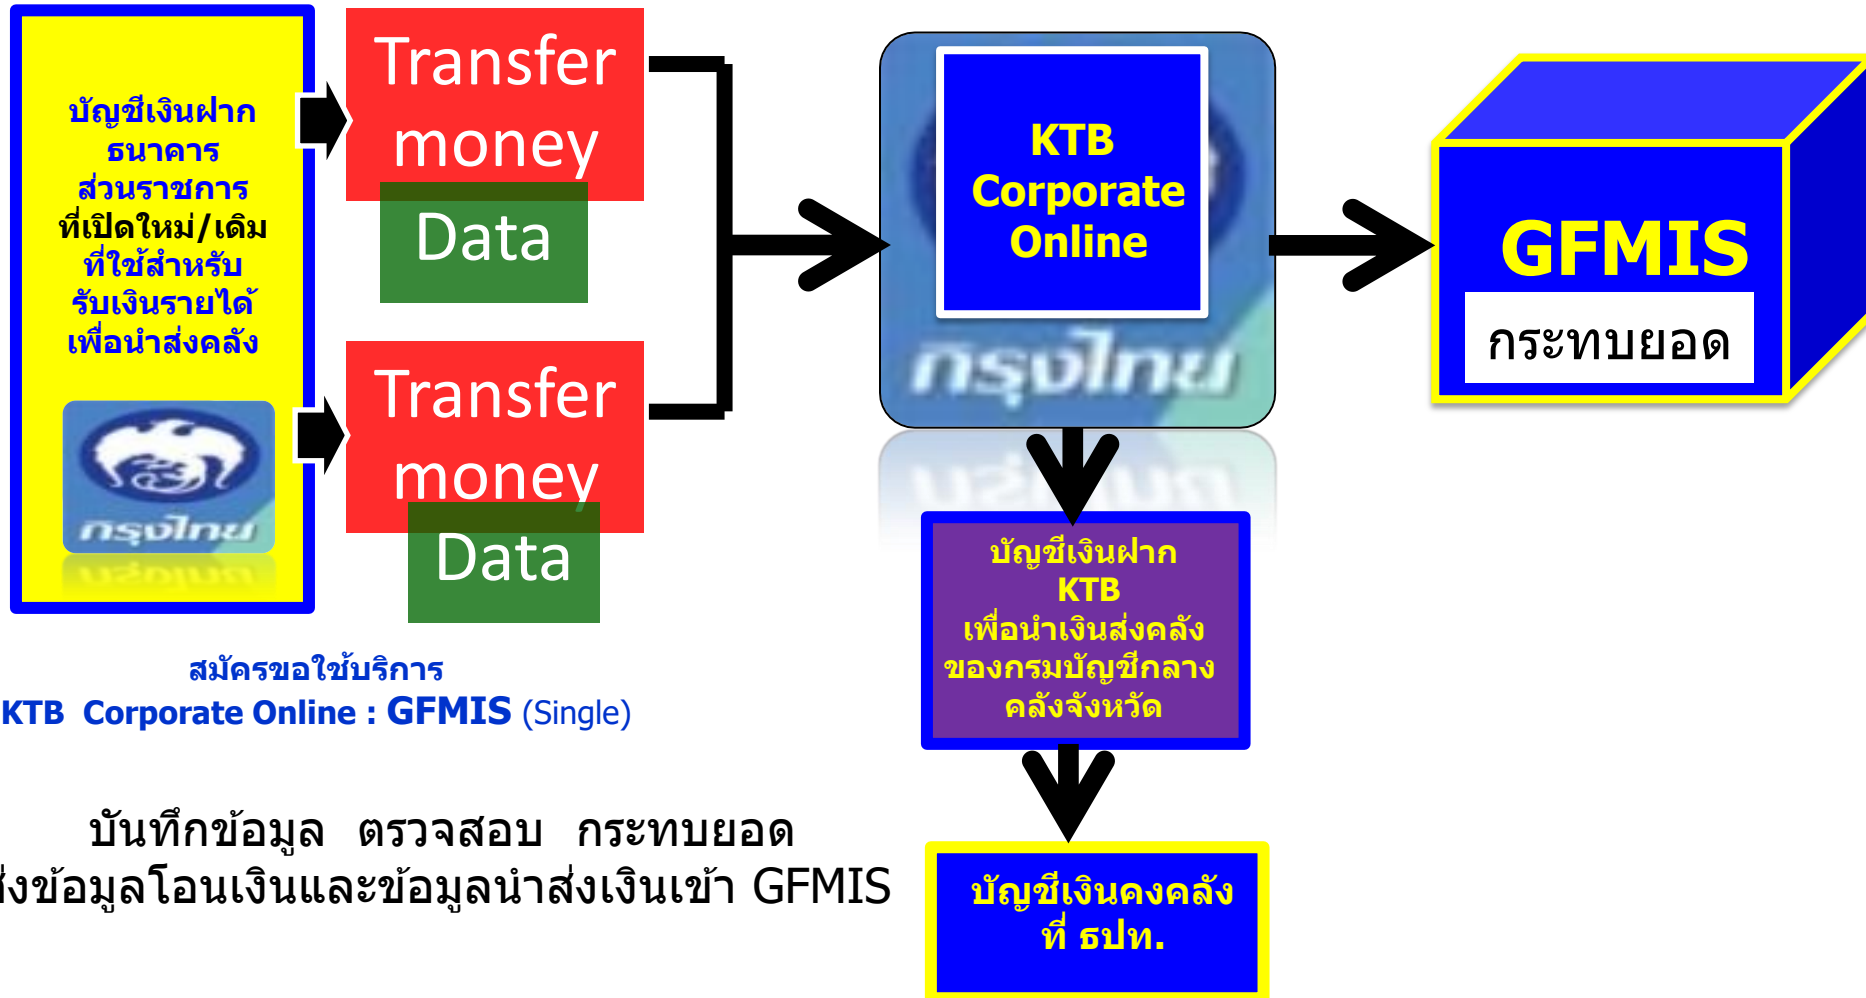 บัญชีเงินฝาก
ธนาคาร
ส่วนราชการ
ที่เปิดใหม่/เดิม
ที่ใช้สำหรับ
รับเงินรายได้
เพื่อนำส่งคลัง
กรุงไทย
Transfer
money
Data
Transfer
money
Data
KTB
Corporate
Online
กรุงไทย
GFMIS
กระทบยอด
บัญชีเงินฝาก
KTB
เพื่อนำเงินส่งคลัง
ของกรมบัญชีกลาง
คลังจังหวัด
บัญชีเงินคงคลัง
ที่ ธปท.
สมัครขอใช้บริการ
KTB Corporate Online : GFMIS (Single)
บันทึกข้อมูล ตรวจสอบ กระทบยอด
ส่งข้อมูลโอนเงินและข้อมูลนำส่งเงินเข้า GFMIS